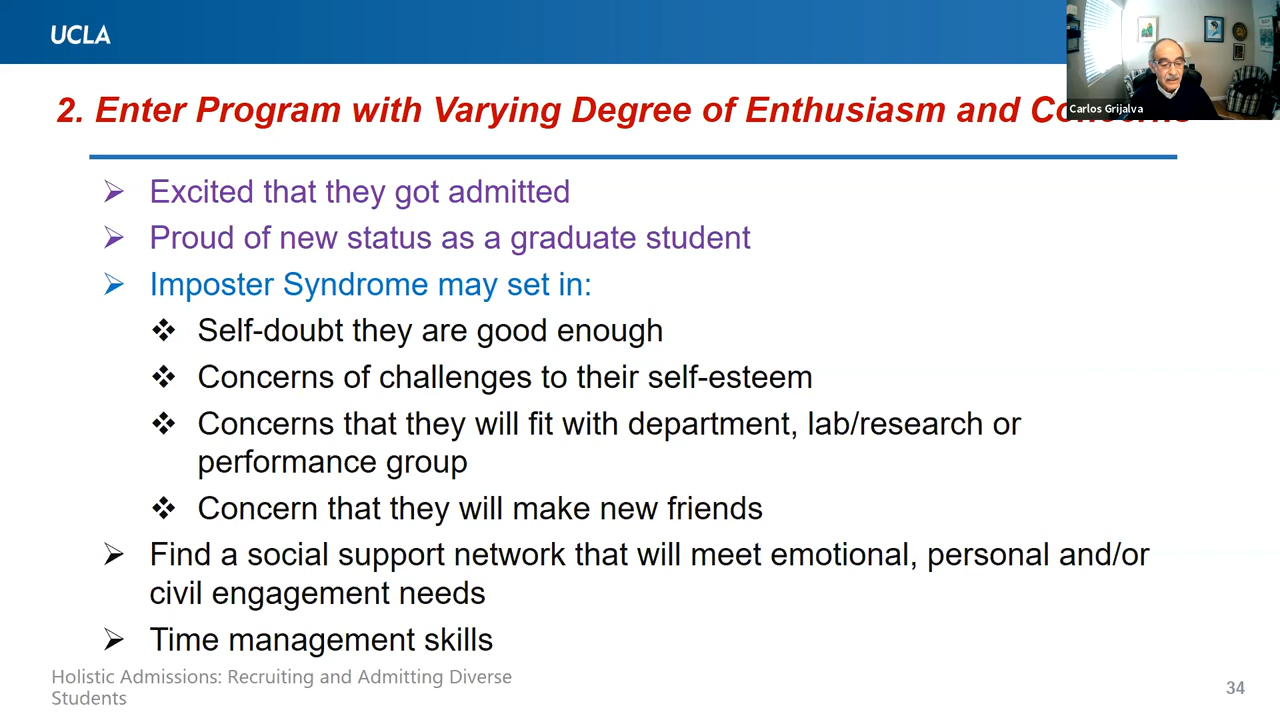 UCLA
Carlos Grijalva
2. Enter Program with Varying Degree of Enthusiasm and
➢ Excited that they got admitted
➢ Proud of new status as a graduate student
➢ Imposter Syndrome may set in:
❖ Self-doubt they are good enough
❖ Concerns of challenges to their self-esteem
❖ Concerns that they will fit with department, lab/research or
performance group
❖ Concern that they will make new friends
➢ Find a social support network that will meet emotional, personal and/or
civil engagement needs
➢ Time management skills
Holistic Admissions: Recruiting and Admitting Diverse
Students
34